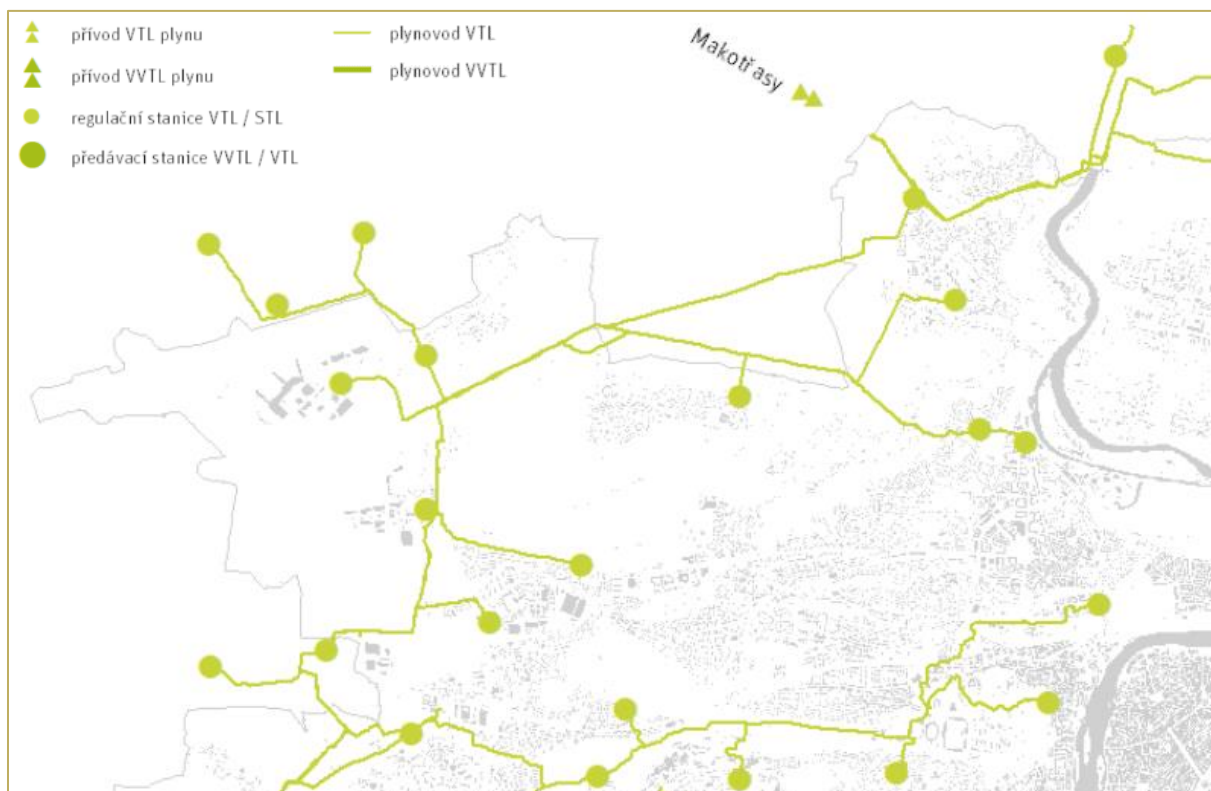 přívod VTL plynu
přívod VVTL plynu
regulační stanice VTL / STL
předávací stanice VVTL / VTL
plynovod VTL
plynovod VVTL
Makotřasy